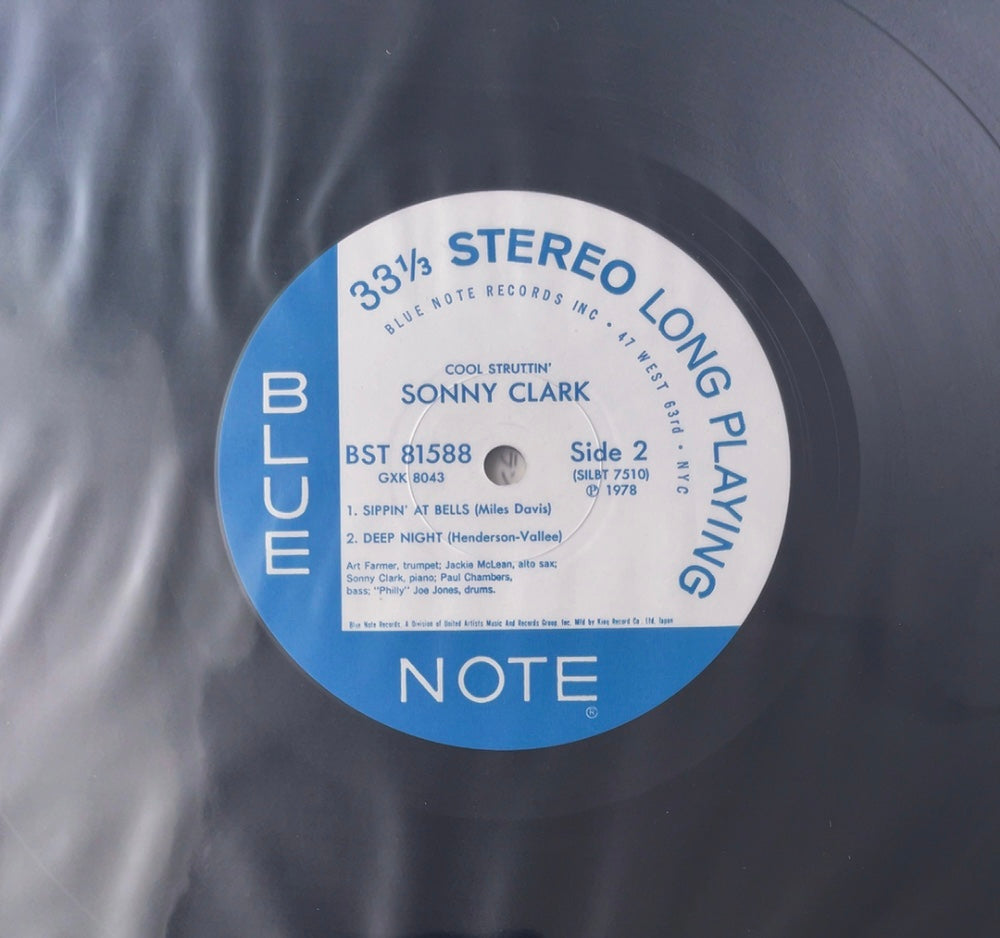 33⅓ STEREO LONG PLAYING
BLUE NOTE RECORDS INC • 47 WEST 63rd • NYC
COOL STRUTTIN'
SONNY CLARK
BST 81588
GXK 8043
Side 2
(SILBT 7510)
℗ 1978
1. SIPPIN' AT BELLS (Miles Davis)
2. DEEP NIGHT (Henderson-Vallee)
Art Farmer, trumpet; Jackie McLean, alto sax;
Sonny Clark, piano; Paul Chambers,
bass; "Philly" Joe Jones, drums.
Blue Note Records, A Division of United Artists Music And Records Group, Inc. Mfd by King Record Co., Ltd. Japan
BLUE
NOTE
®